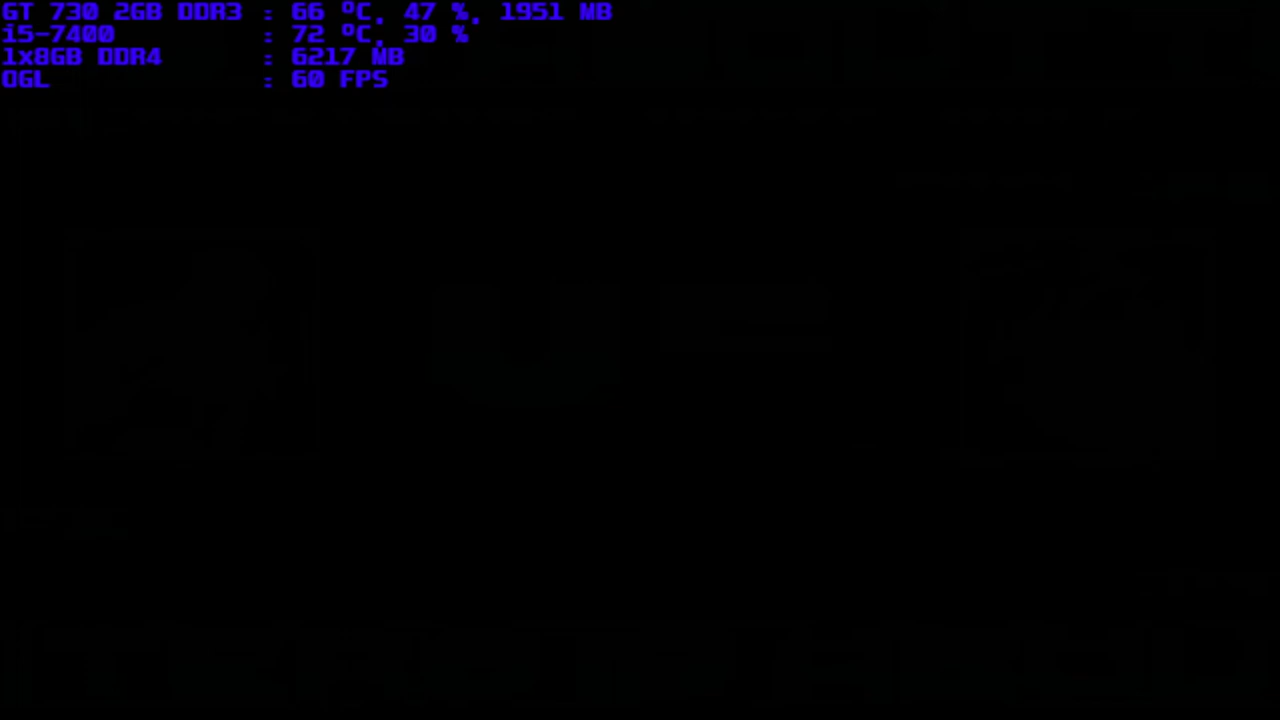 GT 730 2GB DDR3 : 66 ºC, 47 %, 1951 MB
i5-7400 : 72 ºC, 30 %
1x8GB DDR4 : 6217 MB
OGL : 60 FPS